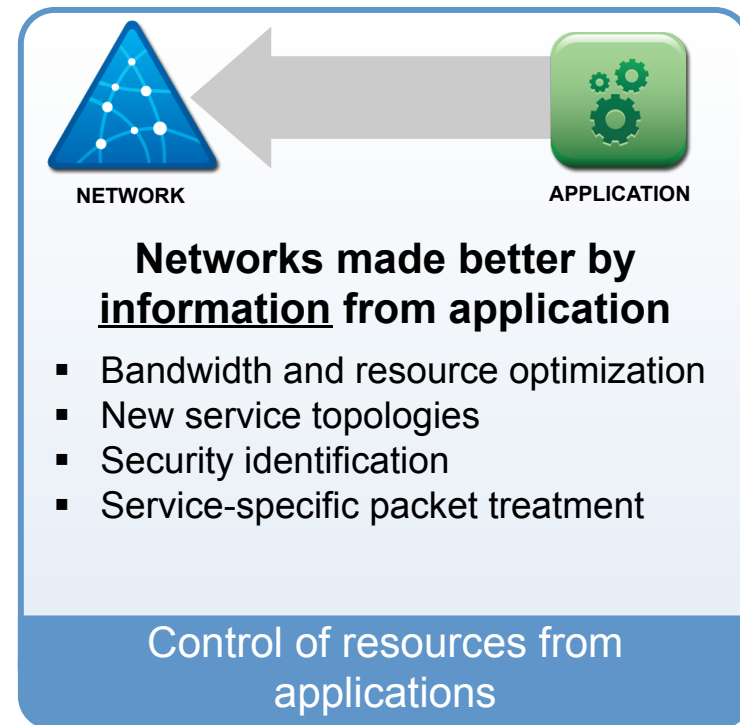 NETWORK
APPLICATION
Networks made better by
information from application
▪ Bandwidth and resource optimization
▪ New service topologies
▪ Security identification
▪ Service-specific packet treatment
Control of resources from
applications